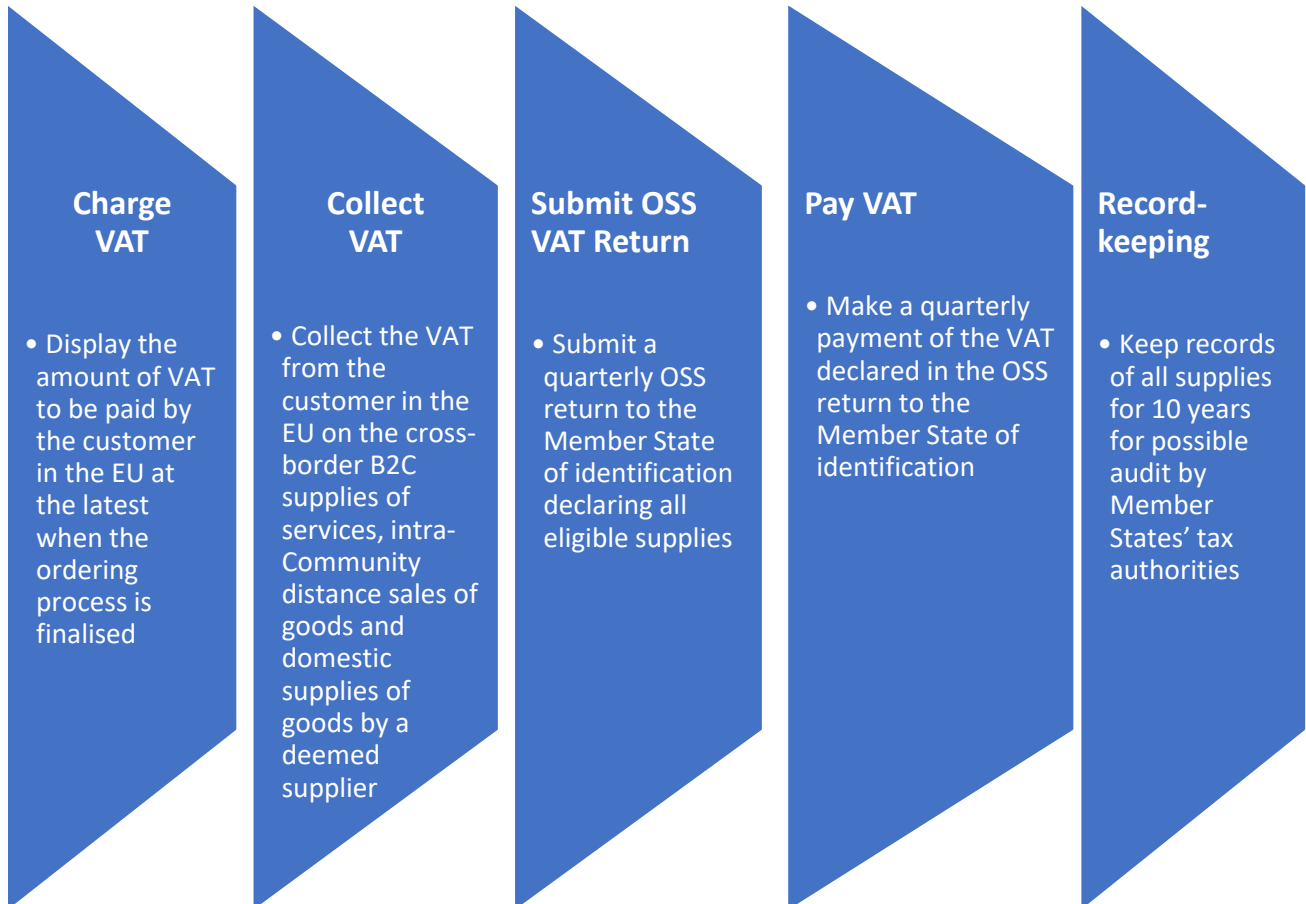 Charge
VAT
• Display the
amount of VAT
to be paid by
the customer
in the EU at
the latest
when the
ordering
process is
finalised
Collect
VAT
• Collect the VAT
from the
customer in the
EU on the cross-
border B2C
supplies of
services, intra-
Community
distance sales of
goods and
domestic
supplies of
goods by a
deemed
supplier
Submit OSS
VAT Return
• Submit a
quarterly OSS
return to the
Member State
of identification
declaring all
eligible supplies
Pay VAT
• Make a quarterly
payment of the VAT
declared in the OSS
return to the
Member State of
identification
Record-
keeping
• Keep records
of all supplies
for 10 years
for possible
audit by
Member
States’ tax
authorities